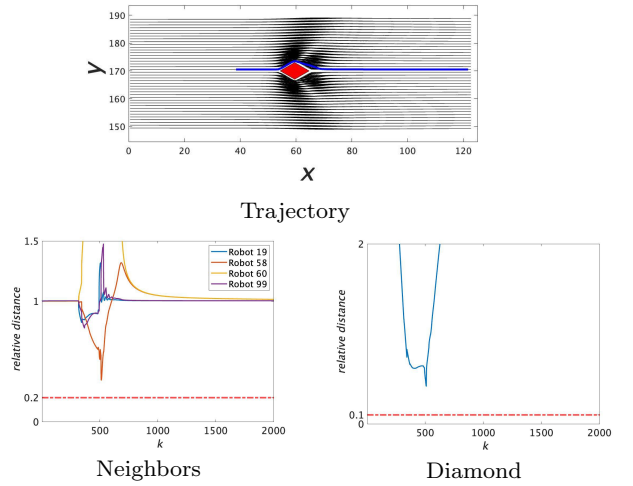 190
180
170
160
150
y
0 20 40 60 80 100 120
x
Trajectory
1.5
1
0.2
0
relative distance
Robot 19
Robot 58
Robot 60
Robot 99
500 1000 1500 2000
k
Neighbors
2
0.1
0
relative distance
500 1000 1500 2000
k
Diamond